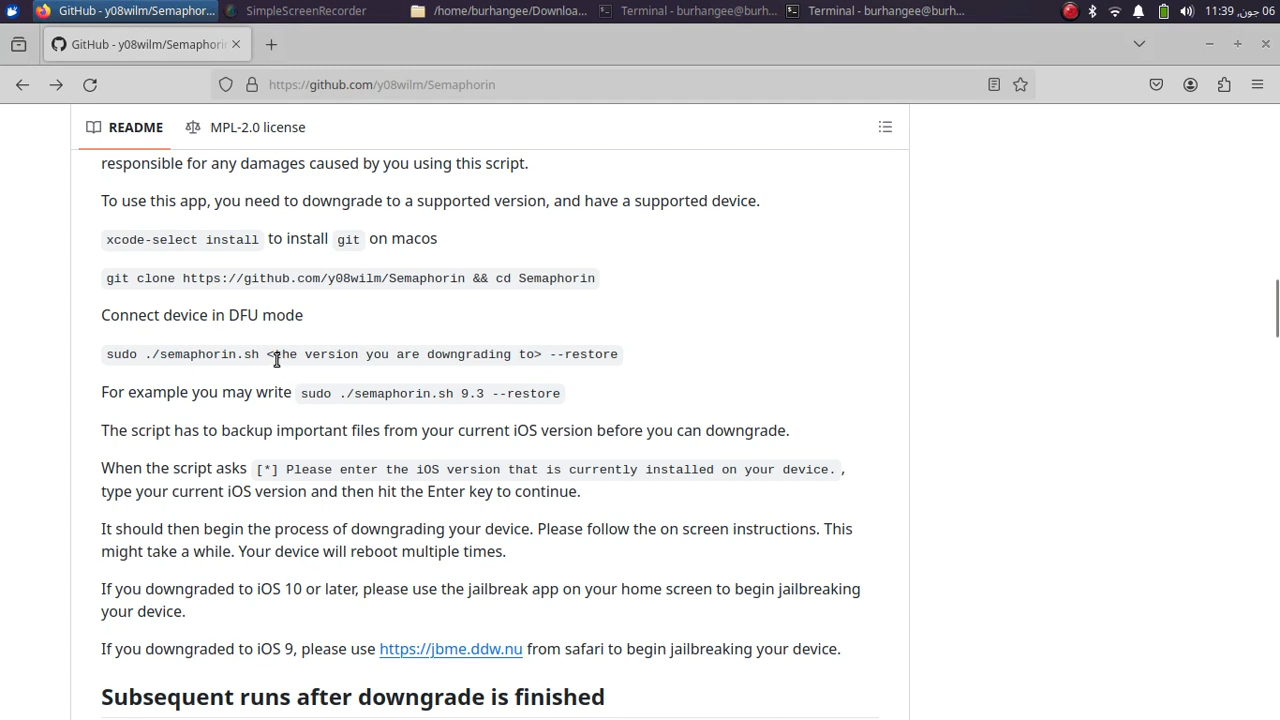 GitHub - y08wilm/Semaphor...
SimpleScreenRecorder
/home/burhangee/Downloa...
Terminal - burhangee@burh...
Terminal - burhangee@burh...
11:39 ,جون 06
GitHub - y08wilm/Semaphorin
https://github.com/y08wilm/Semaphorin
README
MPL-2.0 license
responsible for any damages caused by you using this script.
To use this app, you need to downgrade to a supported version, and have a supported device.
xcode-select install to install git on macos
git clone https://github.com/y08wilm/Semaphorin && cd Semaphorin
Connect device in DFU mode
sudo ./semaphorin.sh <the version you are downgrading to> --restore
For example you may write sudo ./semaphorin.sh 9.3 --restore
The script has to backup important files from your current iOS version before you can downgrade.
When the script asks [*] Please enter the iOS version that is currently installed on your device. ,
type your current iOS version and then hit the Enter key to continue.
It should then begin the process of downgrading your device. Please follow the on screen instructions. This
might take a while. Your device will reboot multiple times.
If you downgraded to iOS 10 or later, please use the jailbreak app on your home screen to begin jailbreaking
your device.
If you downgraded to iOS 9, please use https://jbme.ddw.nu from safari to begin jailbreaking your device.
Subsequent runs after downgrade is finished